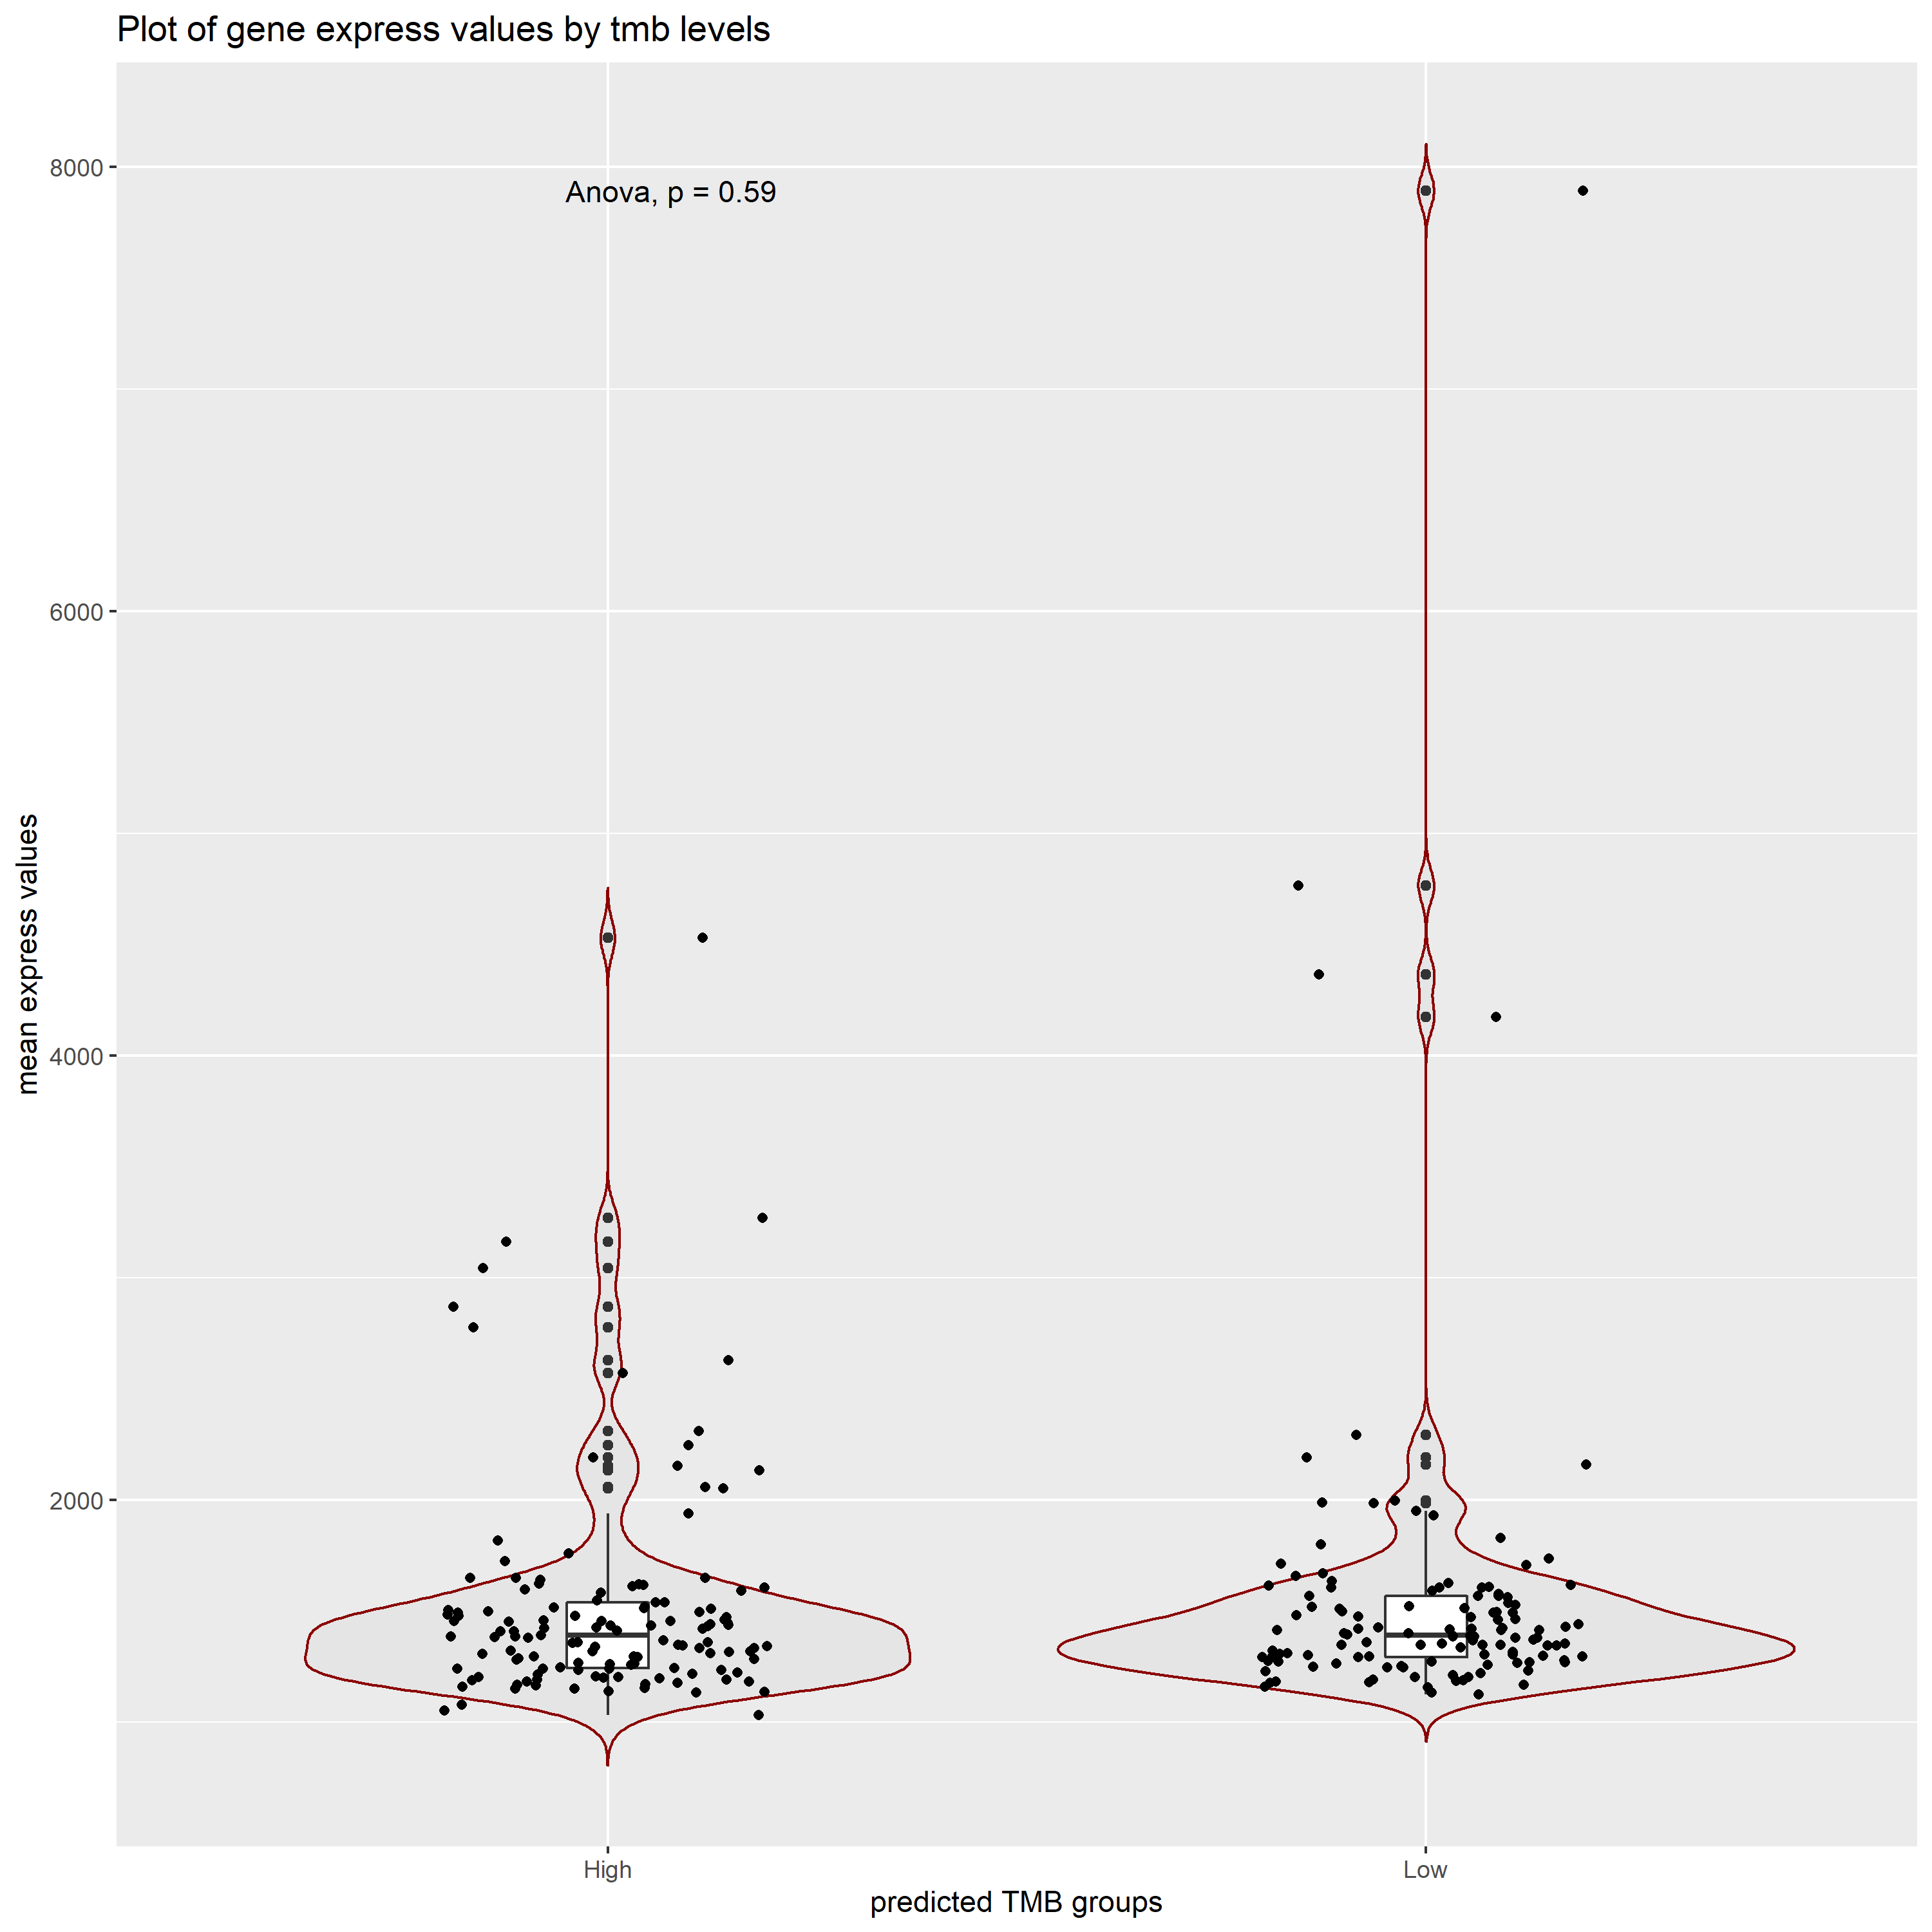 Plot of gene express values by tmb levels
Anova, p = 0.59
8000
6000
4000
2000
mean express values
High
Low
predicted TMB groups